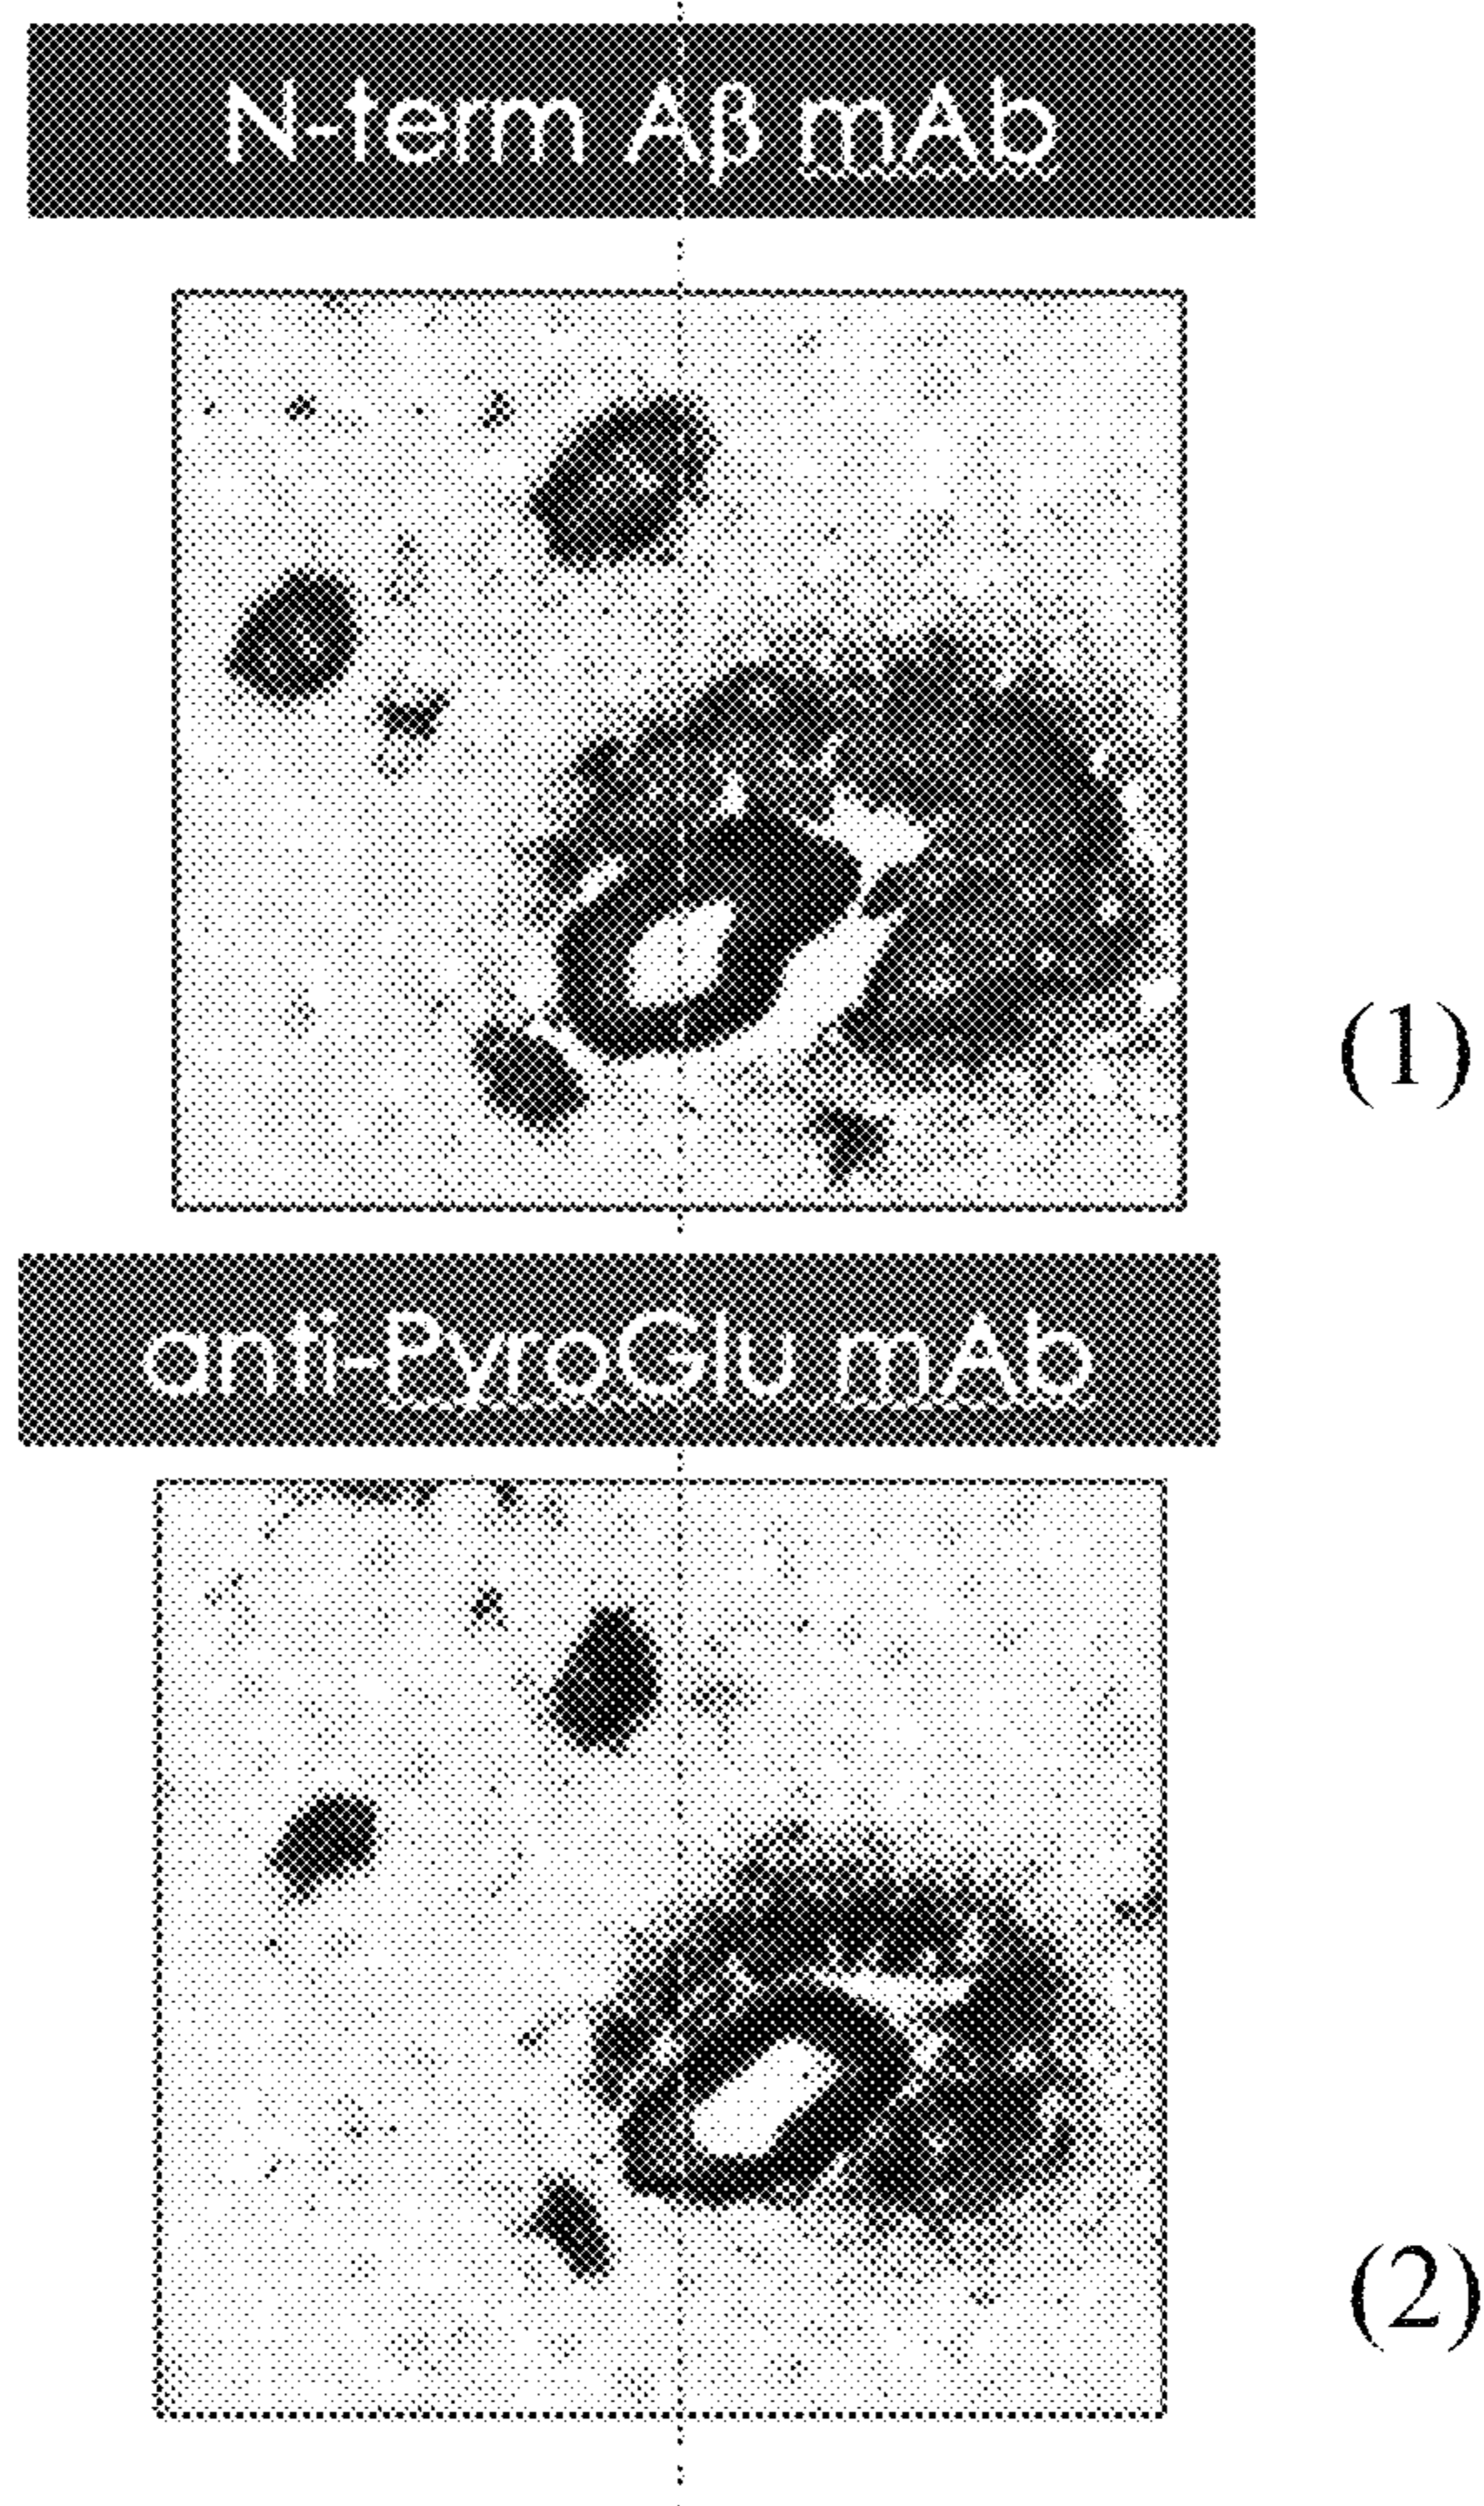 N-term Aβ mAb
(1)
anti-PyroGlu mAb
(2)